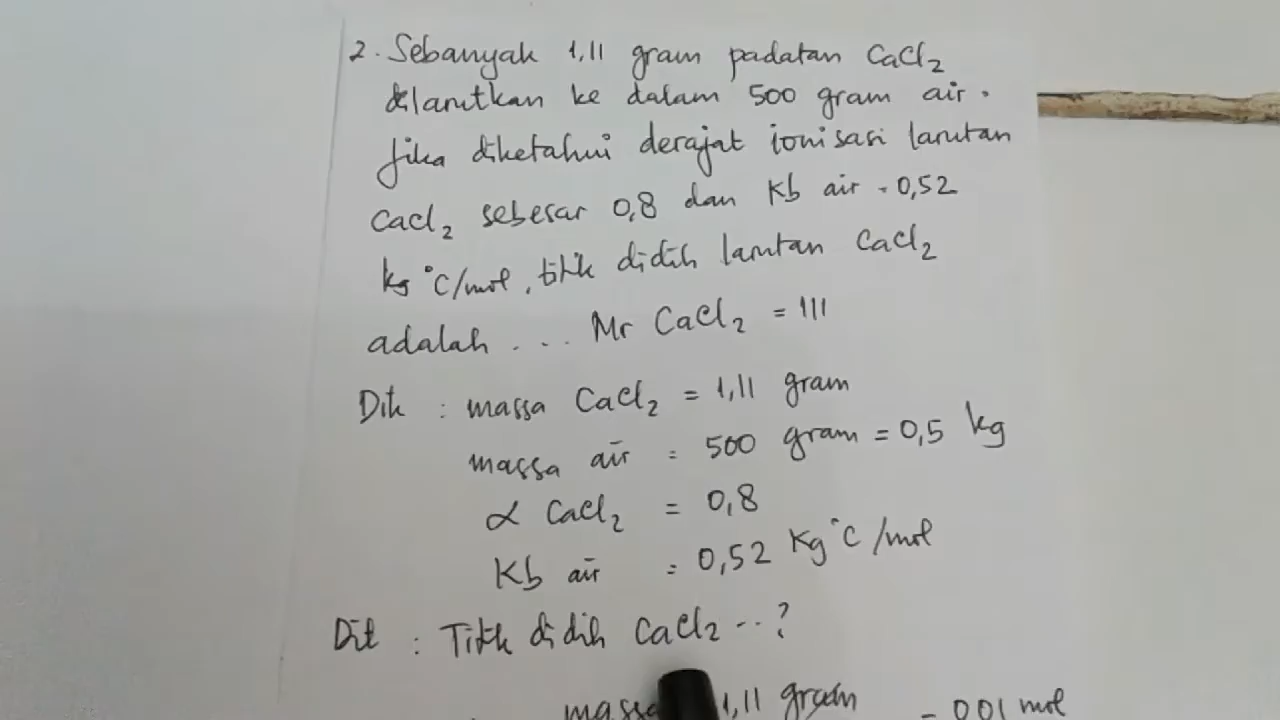 2. Sebanyak 1,11 gram padatan CaCl2
dilarutkan ke dalam 500 gram air.
Jika diketahui derajat ionisasi larutan
CaCl2 sebesar 0,8 dan Kb air = 0,52
kg °C/mol, titik didih larutan CaCl2
adalah ... Mr CaCl2 = 111
Dik : massa CaCl2 = 1,11 gram
massa air = 500 gram = 0,5 kg
α CaCl2 = 0,8
Kb air = 0,52 Kg °C/mol
Dit : Titik didih CaCl2 ..?
massa 1,11 gram = 0,01 mol